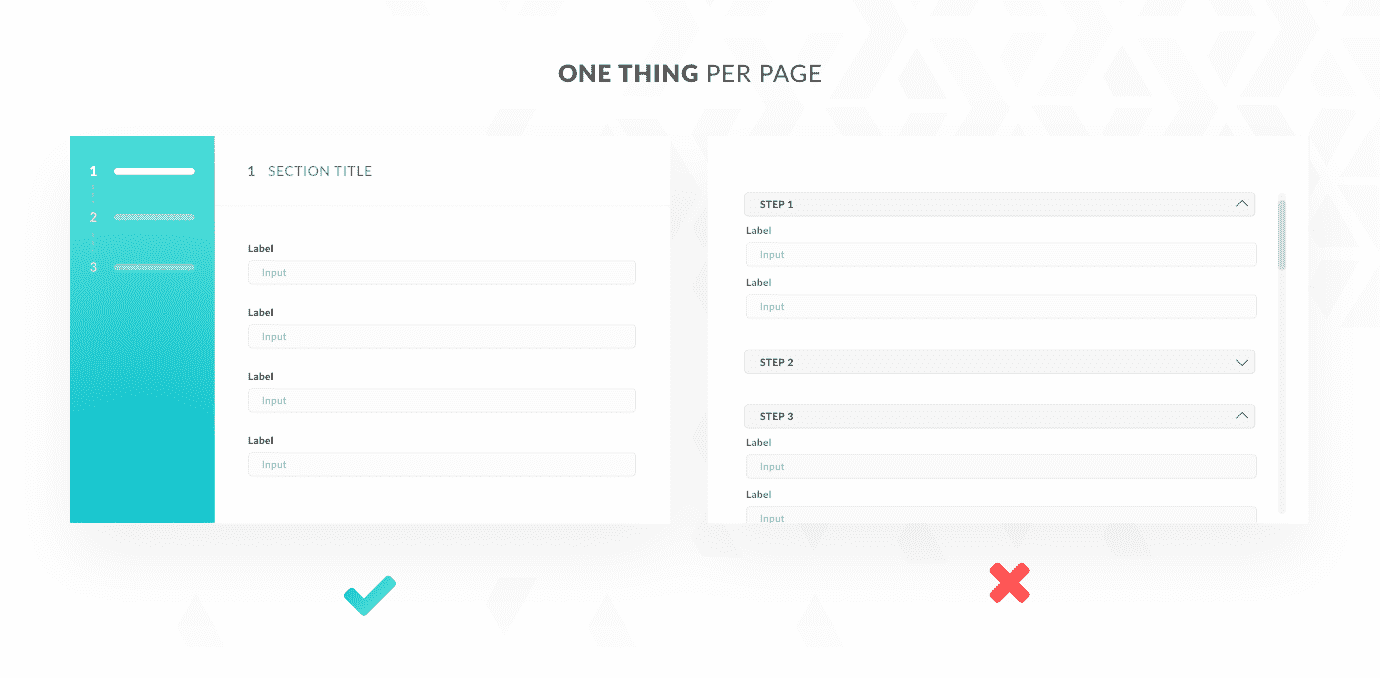 ONE THING PER PAGE
1
2
3
1 SECTION TITLE
Label
Input
Label
Input
Label
Input
Label
Input
STEP 1
Label
Input
Label
Input
STEP 2
STEP 3
Label
Input
Label
Input